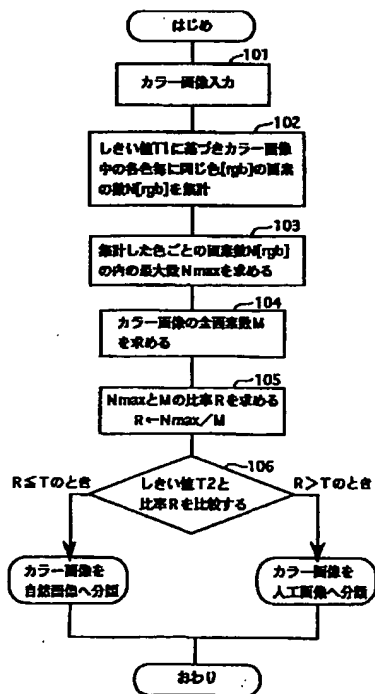 はじめ
101
カラー画像入力
102
しきい値T1に基づきカラー画像
中の各色毎に同じ色[rgb]の画素
の数N[rgb]を集計
103
集計した色ごとの画素数N[rgb]
の内の最大数Nmaxを求める
104
カラー画像の全画素数M
を求める
105
NmaxとMの比率Rを求める
R←Nmax/M
106
R≦Tのとき
しきい値T2と
比率Rを比較する
R>Tのとき
カラー画像を
自然画像へ分類
カラー画像を
人工画像へ分類
おわり